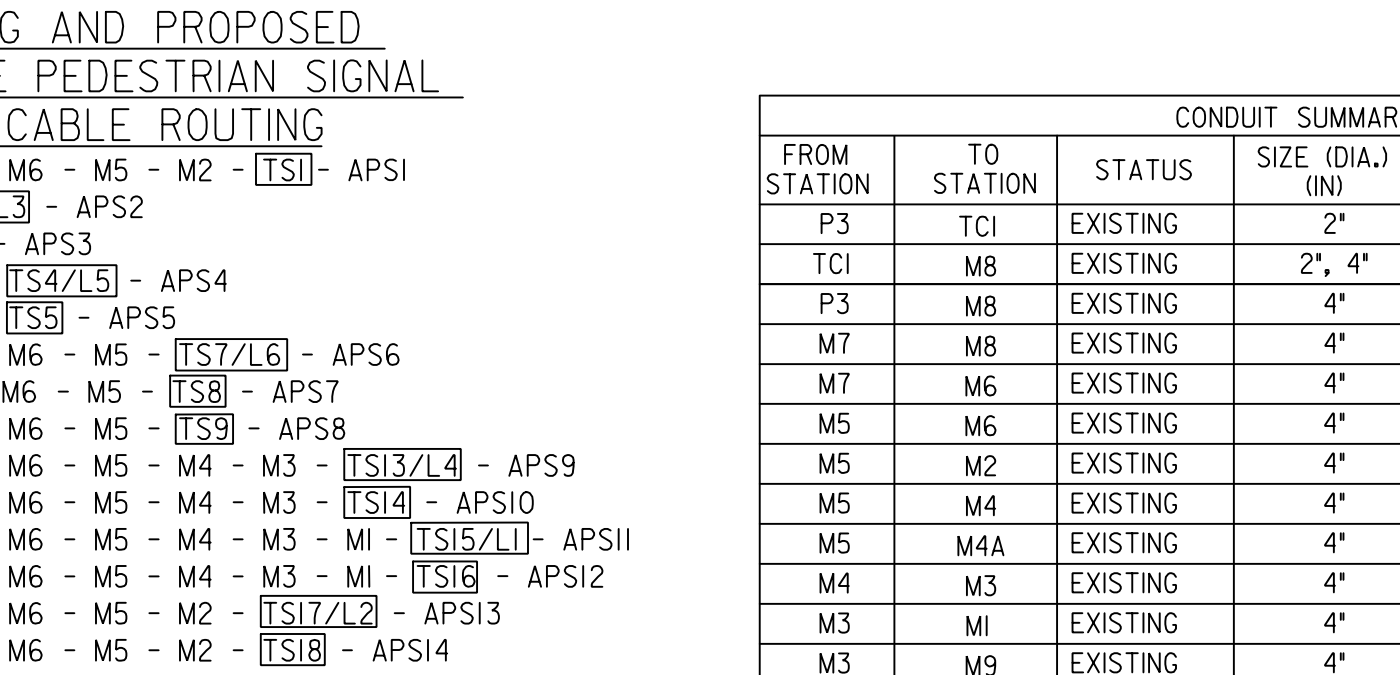 G AND PROPOSED
E PEDESTRIAN SIGNAL
CABLE ROUTING
M6 - M5 - M2 - TS1 - APS1
L3 - APS2
- APS3
TS4/L5 - APS4
TS5 - APS5
M6 - M5 - TS7/L6 - APS6
M6 - M5 - TS8 - APS7
M6 - M5 - TS9 - APS8
M6 - M5 - M4 - M3 - TS13/L4 - APS9
M6 - M5 - M4 - M3 - TS14 - APS10
M6 - M5 - M4 - M3 - M1 - TS15/L1 - APS11
M6 - M5 - M4 - M3 - M1 - TS16 - APS12
M6 - M5 - M2 - TS17/L2 - APS13
M6 - M5 - M2 - TS18 - APS14
CONDUIT SUMMAR
FROM STATION TO STATION STATUS SIZE (DIA.) (IN)
P3 TC1 EXISTING 2"
TC1 M8 EXISTING 2", 4"
P3 M8 EXISTING 4"
M7 M8 EXISTING 4"
M7 M6 EXISTING 4"
M5 M6 EXISTING 4"
M5 M2 EXISTING 4"
M5 M4 EXISTING 4"
M5 M4A EXISTING 4"
M4 M3 EXISTING 4"
M3 M1 EXISTING 4"
M3 M9 EXISTING 4"